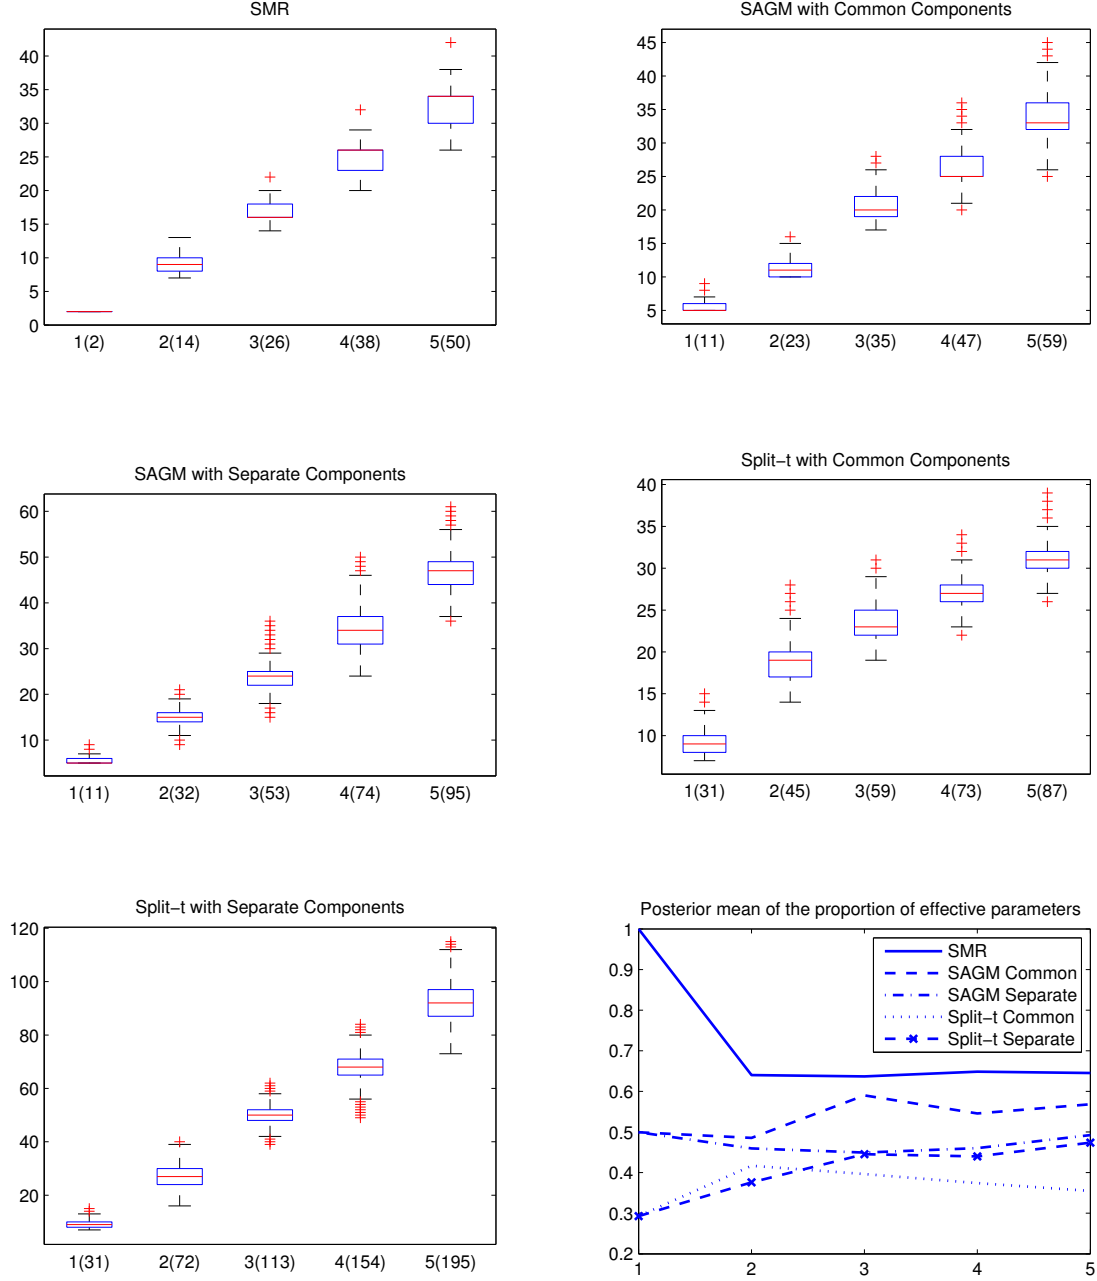 SMR
40
35
30
25
20
15
10
5
0
1(2) 2(14) 3(26) 4(38) 5(50)
SAGM with Common Components
45
40
35
30
25
20
15
10
5
1(11) 2(23) 3(35) 4(47) 5(59)
SAGM with Separate Components
60
50
40
30
20
10
1(11) 2(32) 3(53) 4(74) 5(95)
Split−t with Common Components
40
35
30
25
20
15
10
1(31) 2(45) 3(59) 4(73) 5(87)
Split−t with Separate Components
120
100
80
60
40
20
1(31) 2(72) 3(113) 4(154) 5(195)
Posterior mean of the proportion of effective parameters
1
0.9
0.8
0.7
0.6
0.5
0.4
0.3
0.2
SMR
SAGM Common
SAGM Separate
Split−t Common
Split−t Separate
1 2 3 4 5